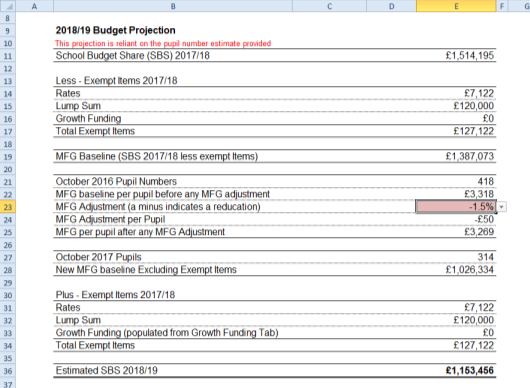 A B C D E F G
8
9 2018/19 Budget Projection
10 This projection is reliant on the pupil number estimate provided
11 School Budget Share (SBS) 2017/18 £1,514,195
12
13 Less - Exempt Items 2017/18
14 Rates £7,122
15 Lump Sum £120,000
16 Growth Funding £0
17 Total Exempt Items £127,122
18
19 MFG Baseline (SBS 2017/18 less exempt Items) £1,387,073
20
21 October 2016 Pupil Numbers 418
22 MFG baseline per pupil before any MFG adjustment £3,318
23 MFG Adjustment (a minus indicates a reducation) -1.5%
24 MFG Adjustment per Pupil -£50
25 MFG per pupil after any MFG Adjustment £3,269
26
27 October 2017 Pupils 314
28 New MFG baseline Excluding Exempt Items £1,026,334
29
30 Plus - Exempt Items 2017/18
31 Rates £7,122
32 Lump Sum £120,000
33 Growth Funding (populated from Growth Funding Tab) £0
34 Total Exempt Items £127,122
35
36 Estimated SBS 2018/19 £1,153,456
37